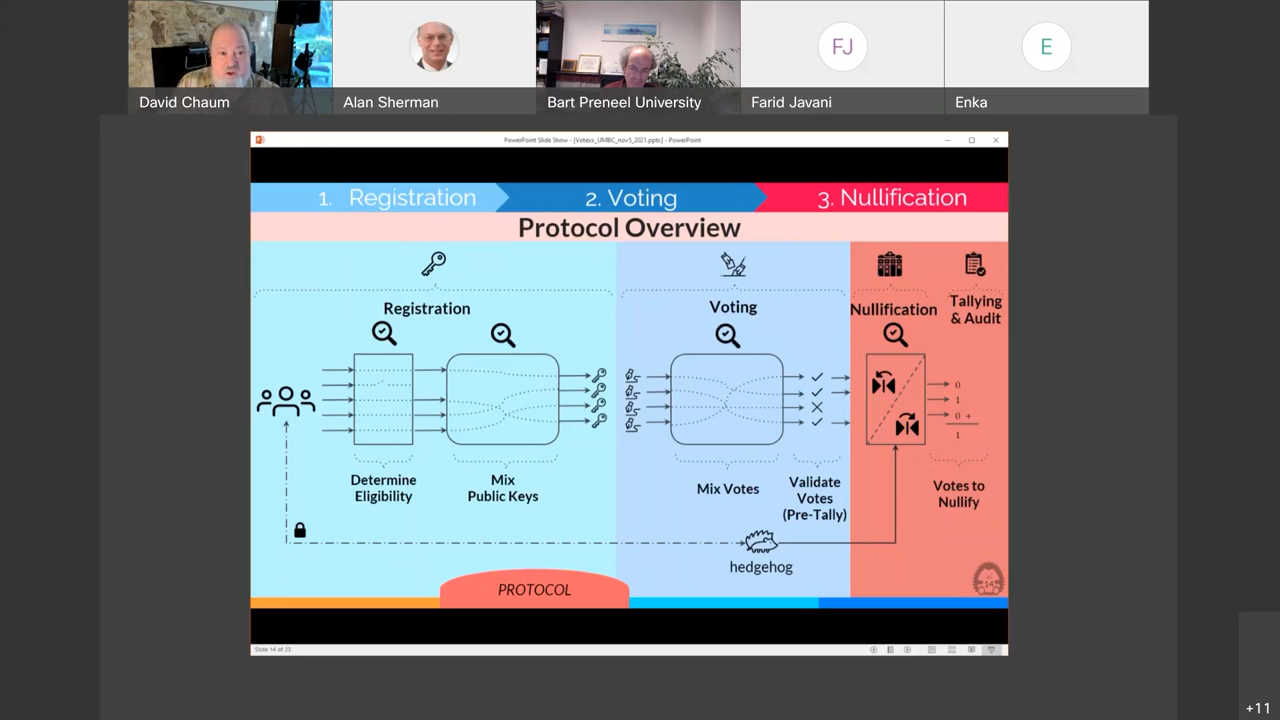 David Chaum
Alan Sherman
Bart Preneel University
FJ
Farid Javani
E
Enka
PowerPoint Slide Show - [Votexx_UMBC_nov5_2021.pptx] - PowerPoint
1. Registration
2. Voting
3. Nullification
Protocol Overview
Registration
Voting
Nullification
Tallying
& Audit
0
1
0 +
1
Determine
Eligibility
Mix
Public Keys
Mix Votes
Validate
Votes
(Pre-Tally)
Votes to
Nullify
hedgehog
14
PROTOCOL
Slide 14 of 23
+11